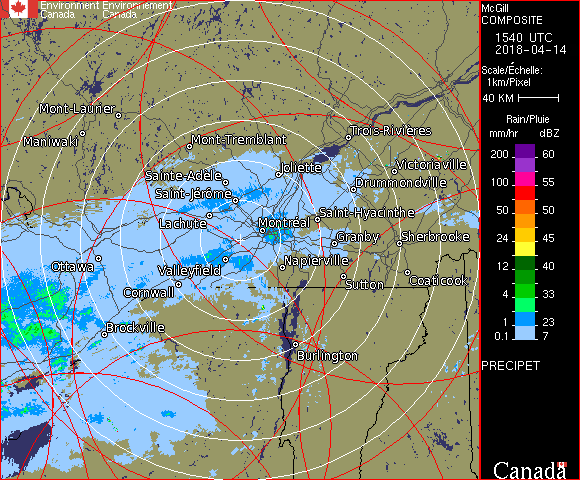 Environment Environnement
Canada Canada
McGill
COMPOSITE
1540 UTC
2018-04-14
Scale/Échelle:
1km/Pixel
40 KM
Rain/Pluie
mm/hr dBZ
200 60
100 55
50 50
24 45
12 40
4 33
1 23
0.1 7
PRECIPET
Canada
Mont-Laurier
Maniwaki
Mont-Tremblant
Trois-Rivières
Joliette
Victoriaville
Sainte-Adèle
Drummondville
Saint-Jérôme
Saint-Hyacinthe
Lachute
Montréal
Granby
Sherbrooke
Ottawa
Valleyfield
Napierville
Cornwall
Sutton
Coaticook
Brockville
Burlington